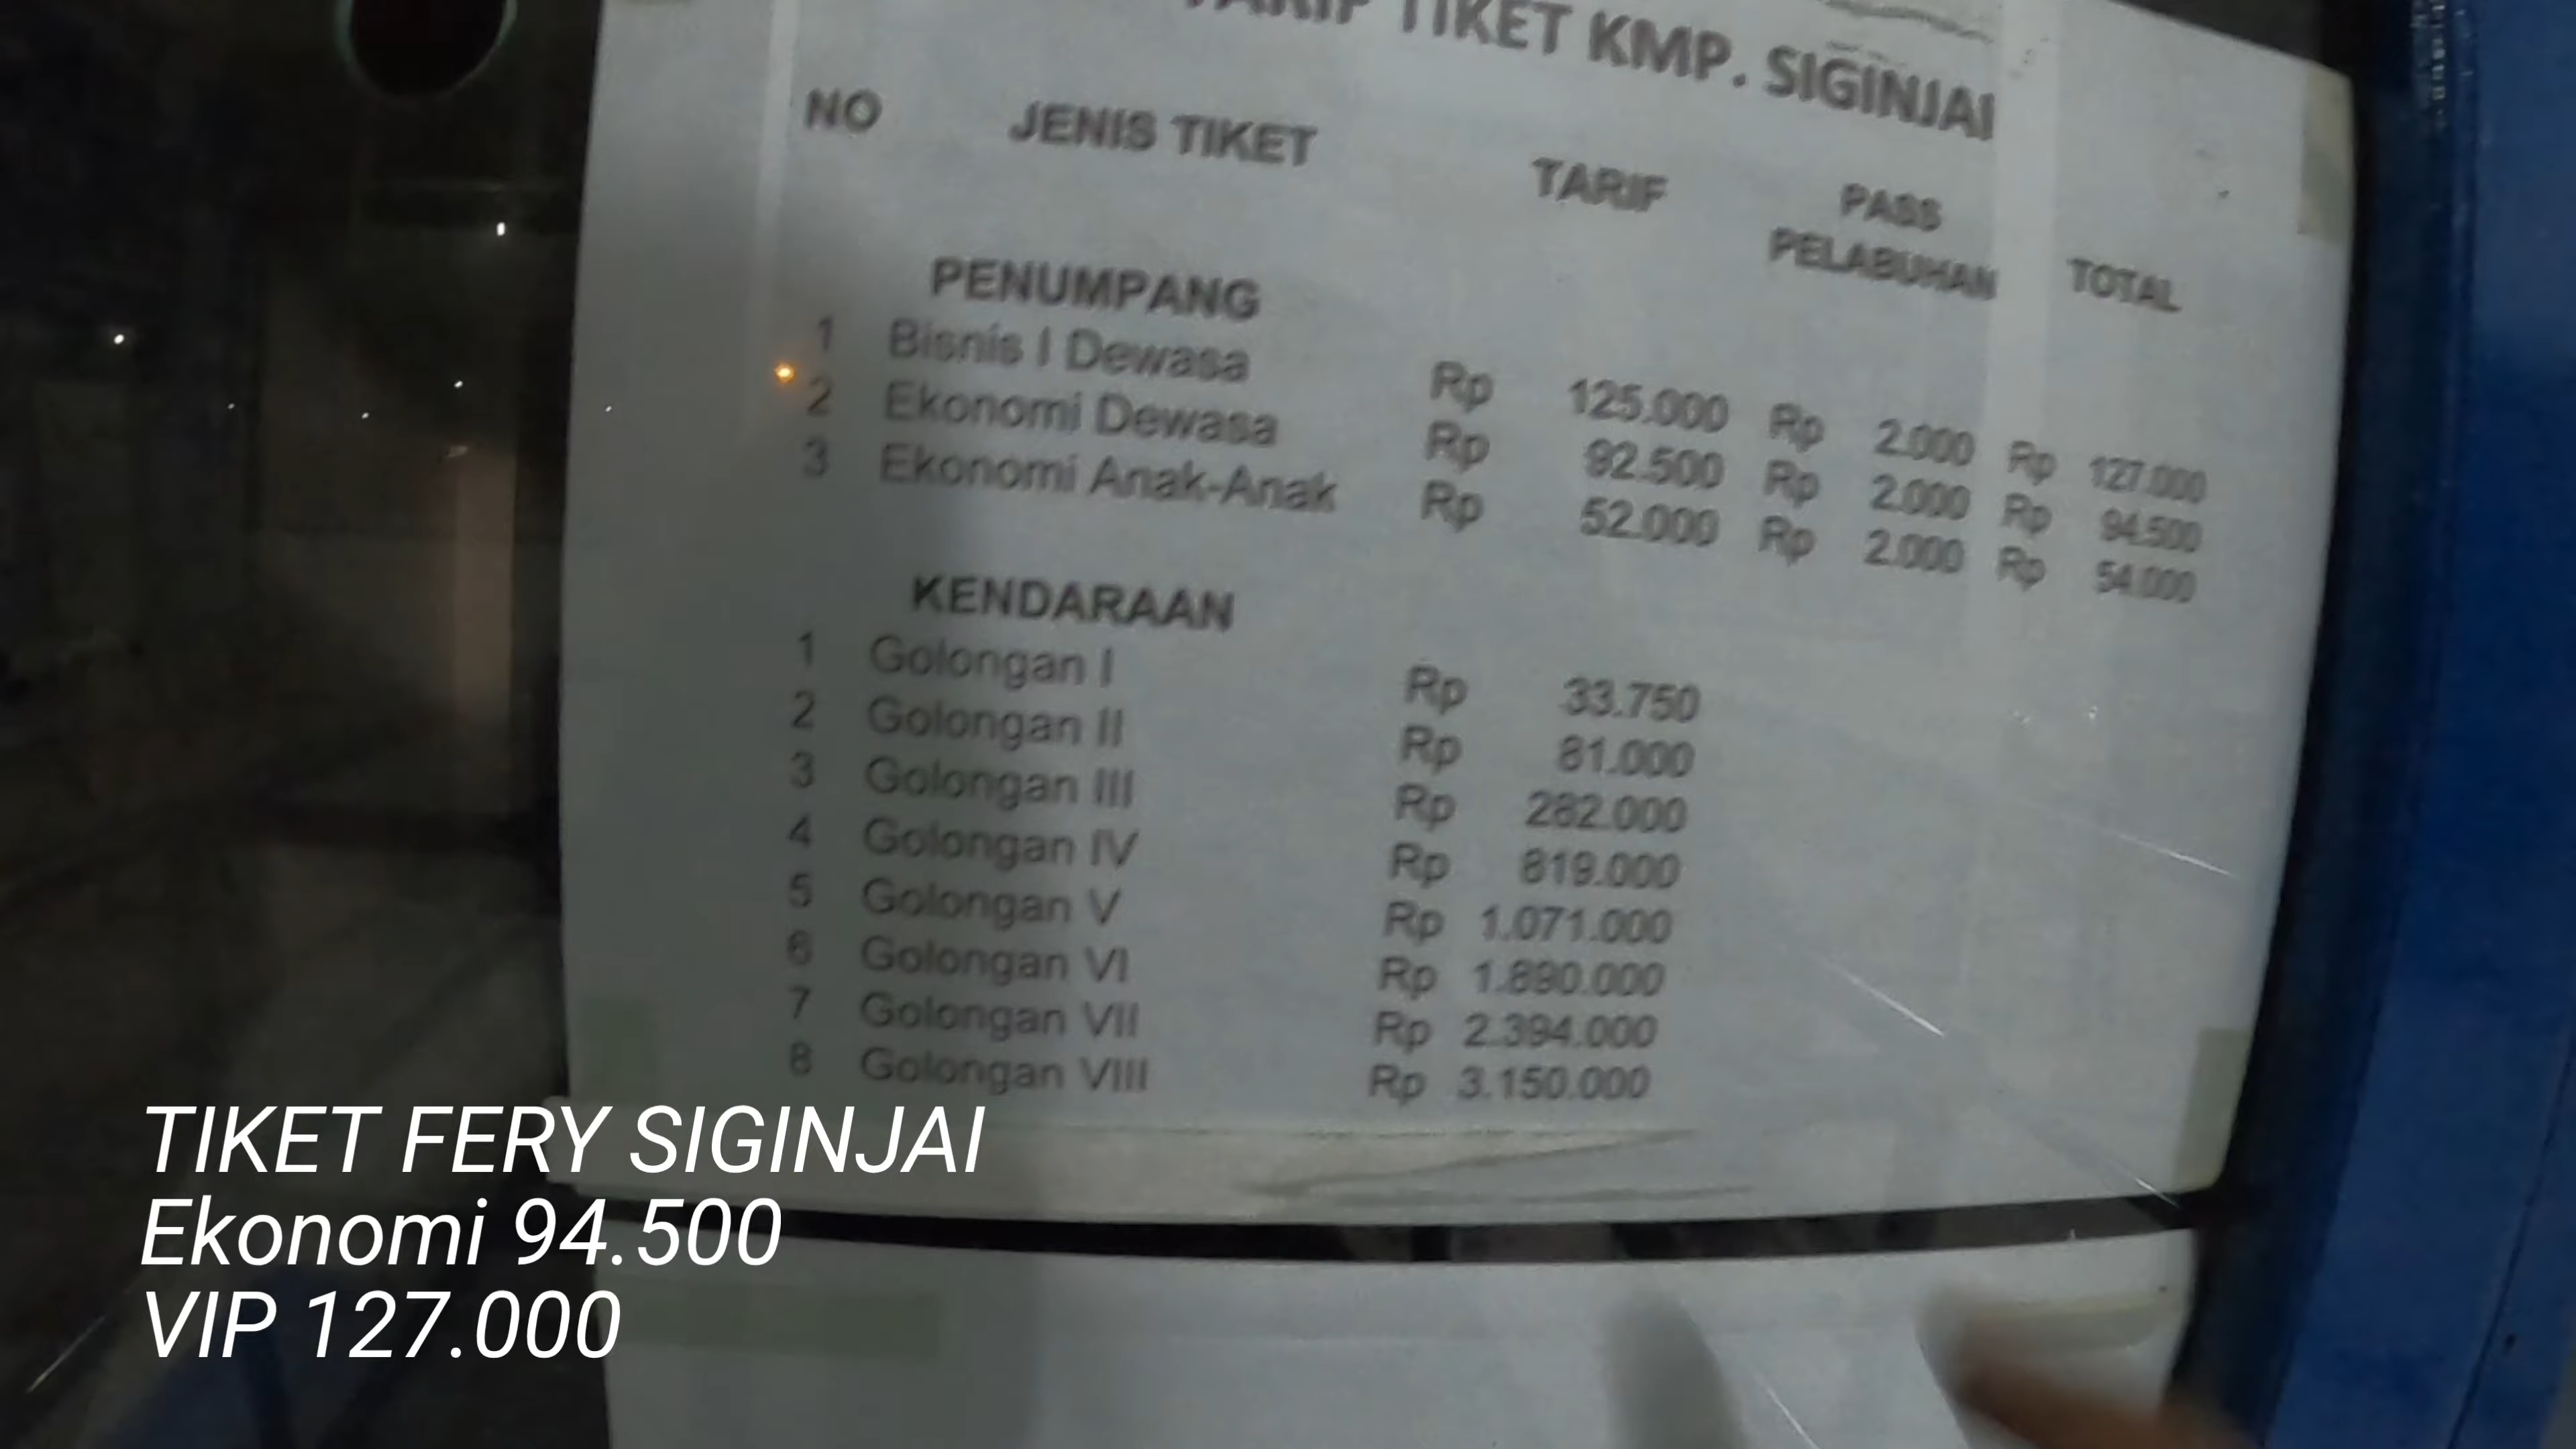 TARIF TIKET KMP. SIGINJAI
NO JENIS TIKET TARIF PASS PELABUHAN TOTAL
PENUMPANG
1 Bisnis I Dewasa Rp 125.000 Rp 2.000 Rp 127.000
2 Ekonomi Dewasa Rp 92.500 Rp 2.000 Rp 94.500
3 Ekonomi Anak-Anak Rp 52.000 Rp 2.000 Rp 54.000
KENDARAAN
1 Golongan I Rp 33.750
2 Golongan II Rp 81.000
3 Golongan III Rp 282.000
4 Golongan IV Rp 819.000
5 Golongan V Rp 1.071.000
6 Golongan VI Rp 1.890.000
7 Golongan VII Rp 2.394.000
8 Golongan VIII Rp 3.150.000
TIKET FERY SIGINJAI
Ekonomi 94.500
VIP 127.000